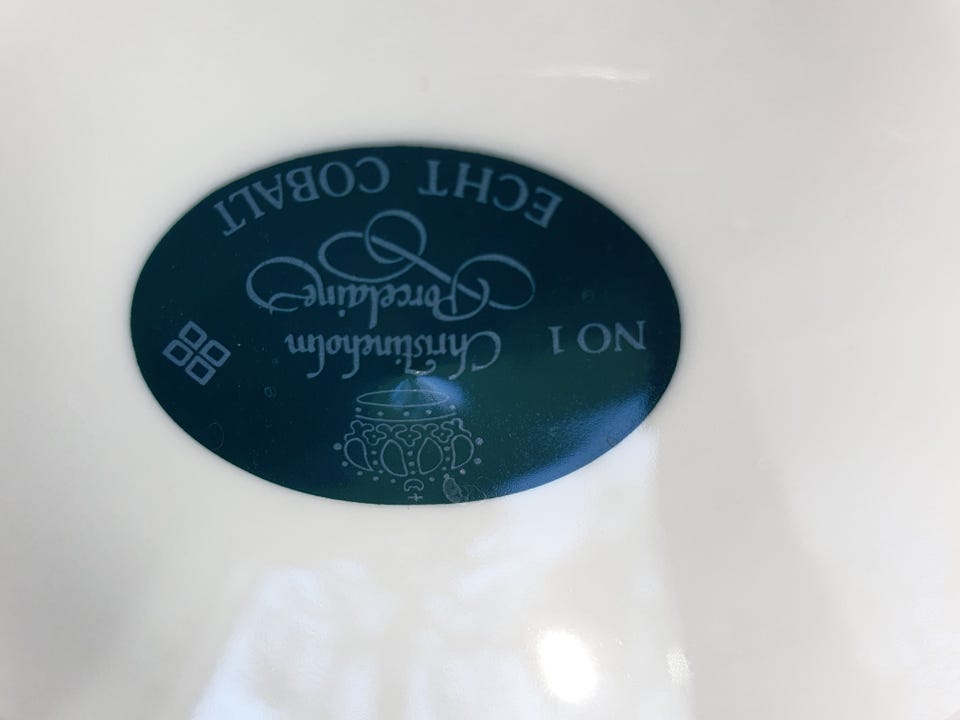 Christineholm
Porcelaine
NO 1
ECHT COBALT